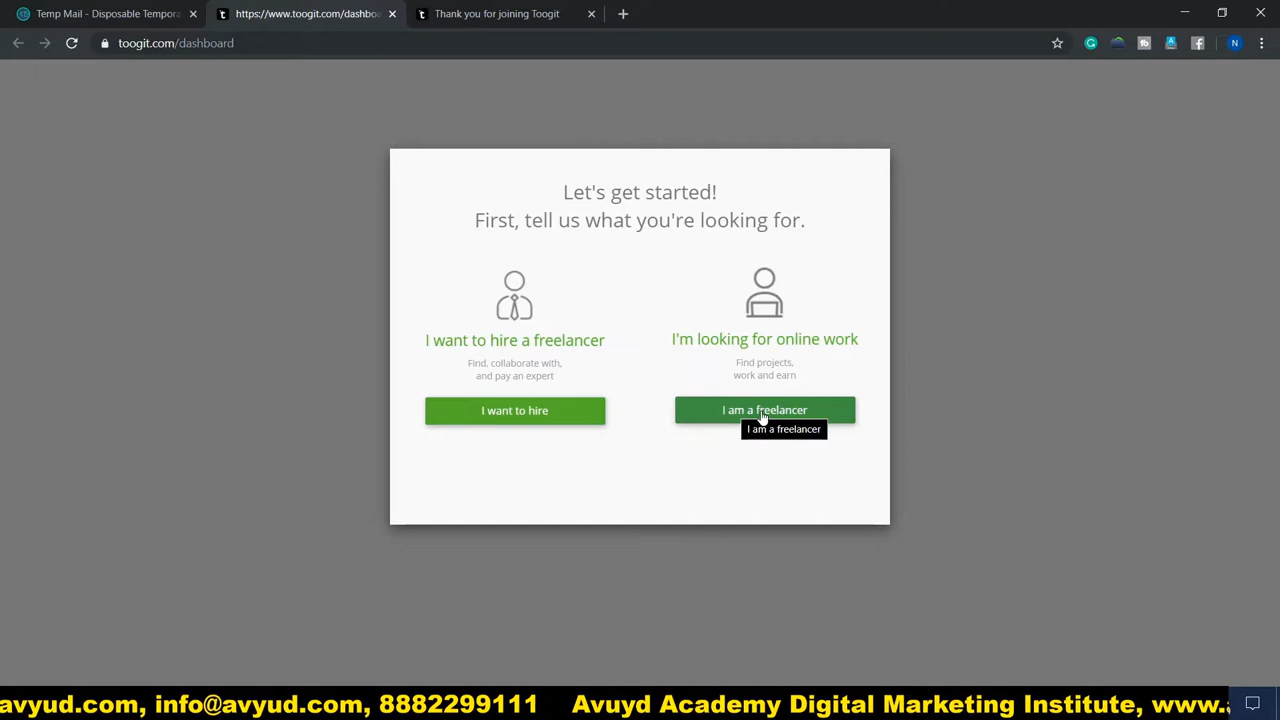 Temp Mail - Disposable Tempora
https://www.toogit.com/dashboa
Thank you for joining Toogit
toogit.com/dashboard
Let's get started!
First, tell us what you're looking for.
I want to hire a freelancer
Find, collaborate with,
and pay an expert
I want to hire
I'm looking for online work
Find projects,
work and earn
I am a freelancer
I am a freelancer
avyud.com, info@avyud.com, 8882299111 Avuyd Academy Digital Marketing Institute, www.